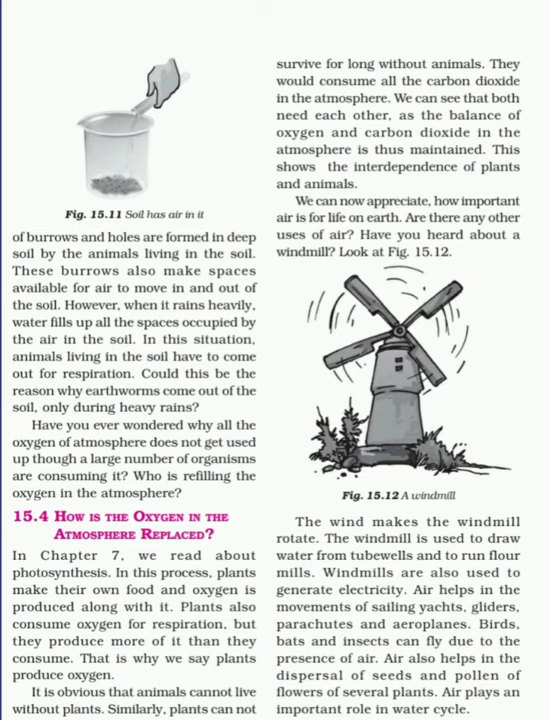 Fig. 15.11 Soil has air in it
of burrows and holes are formed in deep
soil by the animals living in the soil.
These burrows also make spaces
available for air to move in and out of
the soil. However, when it rains heavily,
water fills up all the spaces occupied by
the air in the soil. In this situation,
animals living in the soil have to come
out for respiration. Could this be the
reason why earthworms come out of the
soil, only during heavy rains?
Have you ever wondered why all the
oxygen of atmosphere does not get used
up though a large number of organisms
are consuming it? Who is refilling the
oxygen in the atmosphere?
15.4 HOW IS THE OXYGEN IN THE
ATMOSPHERE REPLACED?
In Chapter 7, we read about
photosynthesis. In this process, plants
make their own food and oxygen is
produced along with it. Plants also
consume oxygen for respiration, but
they produce more of it than they
consume. That is why we say plants
produce oxygen.
It is obvious that animals cannot live
without plants. Similarly, plants can not
survive for long without animals. They
would consume all the carbon dioxide
in the atmosphere. We can see that both
need each other, as the balance of
oxygen and carbon dioxide in the
atmosphere is thus maintained. This
shows the interdependence of plants
and animals.
We can now appreciate, how important
air is for life on earth. Are there any other
uses of air? Have you heard about a
windmill? Look at Fig. 15.12.
Fig. 15.12 A windmill
The wind makes the windmill
rotate. The windmill is used to draw
water from tubewells and to run flour
mills. Windmills are also used to
generate electricity. Air helps in the
movements of sailing yachts, gliders,
parachutes and aeroplanes. Birds,
bats and insects can fly due to the
presence of air. Air also helps in the
dispersal of seeds and pollen of
flowers of several plants. Air plays an
important role in water cycle.